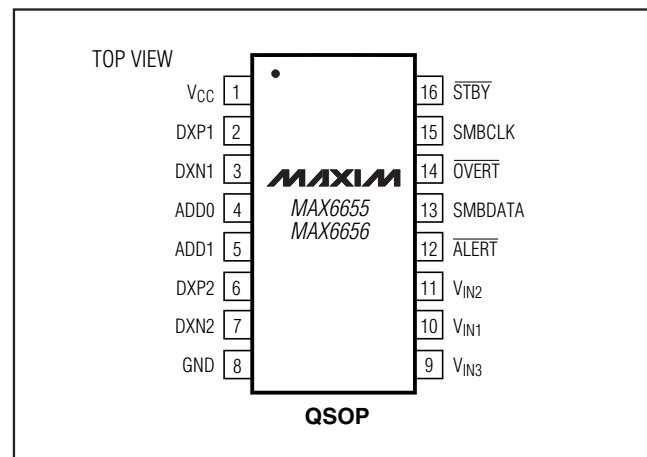 TOP VIEW
VCC 1
DXP1 2
DXN1 3
ADD0 4
ADD1 5
DXP2 6
DXN2 7
GND 8
MAXIM
MAX6655
MAX6656
16 STBY
15 SMBCLK
14 OVERT
13 SMBDATA
12 ALERT
11 VIN2
10 VIN1
9 VIN3
QSOP